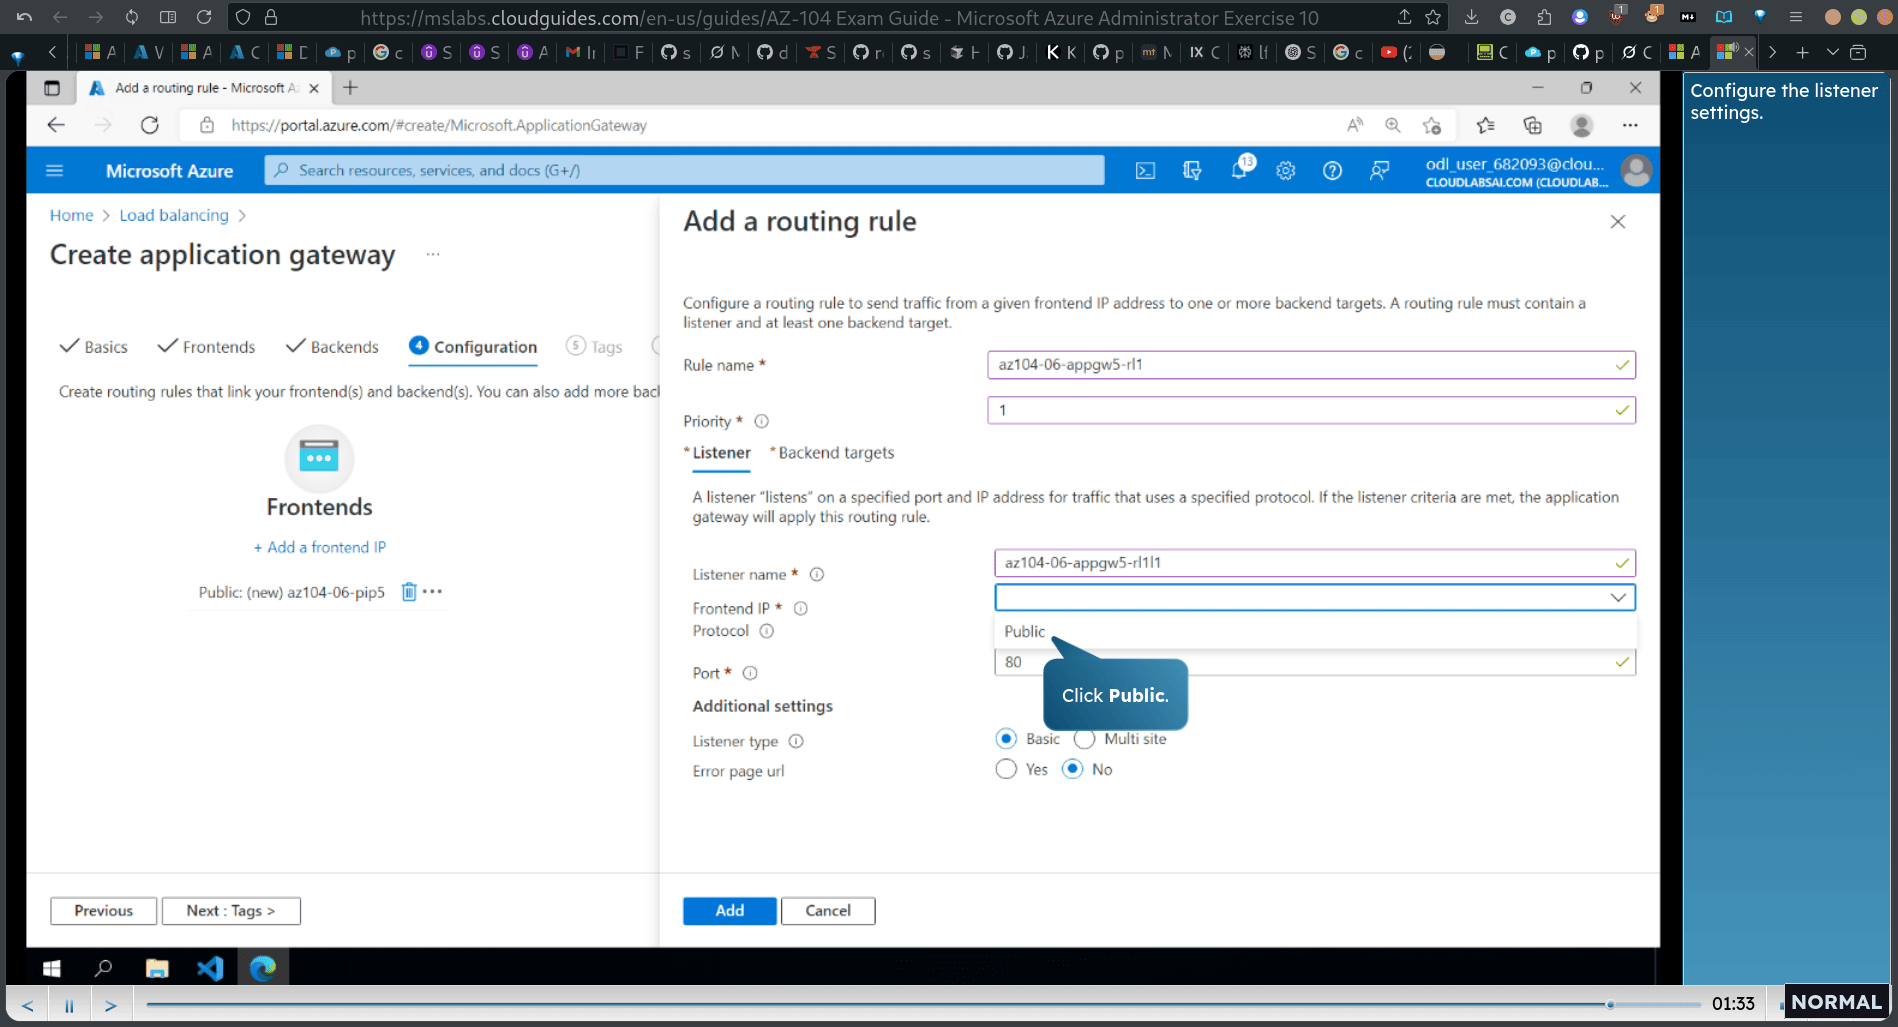 https://mslabs.cloudguides.com/en-us/guides/AZ-104 Exam Guide - Microsoft Azure Administrator Exercise 10
Add a routing rule - Microsoft Az
https://portal.azure.com/#create/Microsoft.ApplicationGateway
Microsoft Azure
Search resources, services, and docs (G+/)
13
odl_user_682093@clou...
CLOUDLABSAI.COM (CLOUDLAB...
Home > Load balancing >
Create application gateway ...
Basics
Frontends
Backends
4 Configuration
5 Tags
Create routing rules that link your frontend(s) and backend(s). You can also add more back
Frontends
+ Add a frontend IP
Public: (new) az104-06-pip5
Previous
Next : Tags >
Add a routing rule
Configure a routing rule to send traffic from a given frontend IP address to one or more backend targets. A routing rule must contain a
listener and at least one backend target.
Rule name *
az104-06-appgw5-rl1
Priority *
1
* Listener
* Backend targets
A listener “listens” on a specified port and IP address for traffic that uses a specified protocol. If the listener criteria are met, the application
gateway will apply this routing rule.
Listener name *
az104-06-appgw5-rl1l1
Frontend IP *
Public
Protocol
Port *
80
Click Public.
Additional settings
Listener type
Basic
Multi site
Error page url
Yes
No
Add
Cancel
Configure the listener
settings.
01:33
NORMAL